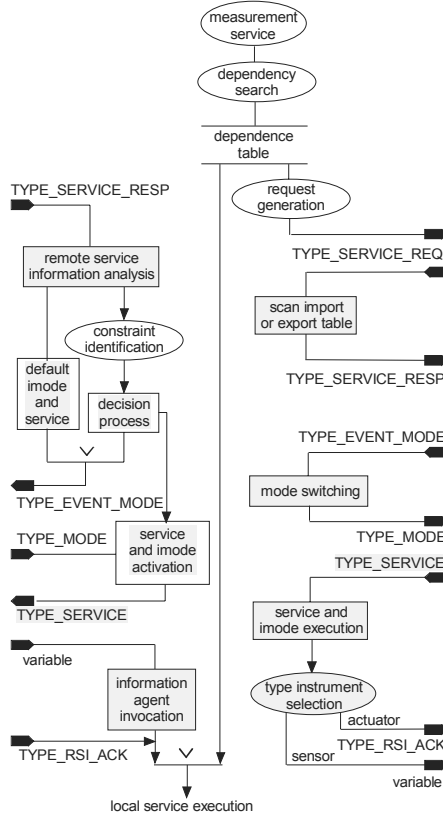 measurement
service
dependency
search
dependence
table
request
generation
TYPE_SERVICE_RESP
remote service
information analysis
constraint
identification
default
imode
and
service
decision
process
TYPE_EVENT_MODE
TYPE_MODE
service
and imode
activation
TYPE_SERVICE
variable
information
agent
invocation
TYPE_RSI_ACK
local service execution
TYPE_SERVICE_REQ
scan import
or export table
TYPE_SERVICE_RESP
TYPE_EVENT_MODE
mode switching
TYPE_MODE
TYPE_SERVICE
service and
imode execution
type instrument
selection
actuator
TYPE_RSI_ACK
sensor
variable